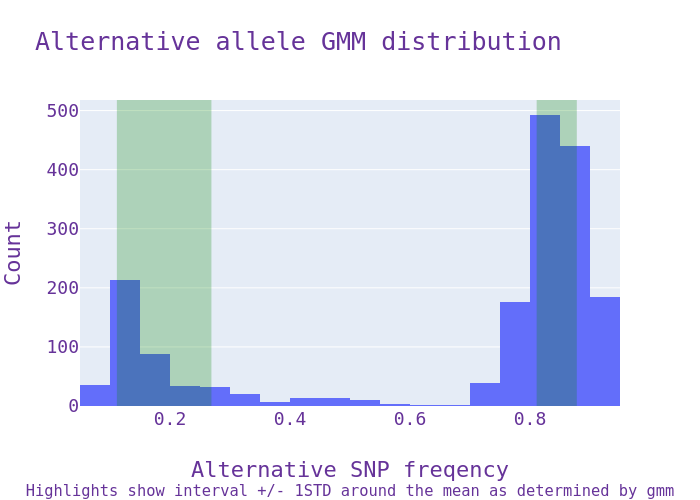 Alternative allele GMM distribution
500
400
300
200
100
0
Count
0.2 0.4 0.6 0.8
Alternative SNP freqency
Highlights show interval +/- 1STD around the mean as determined by gmm